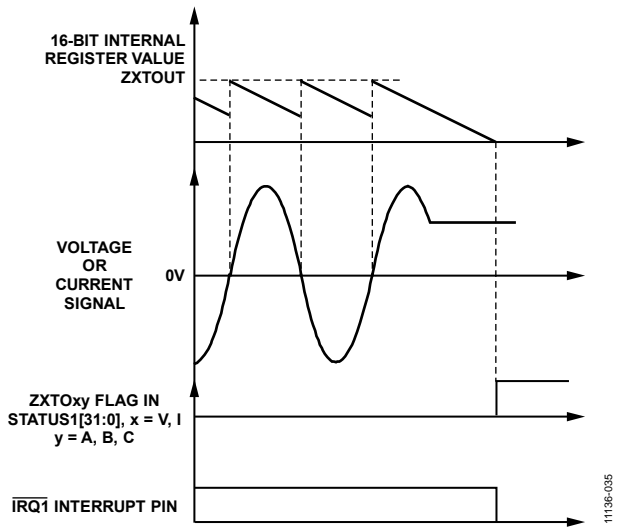 16-BIT INTERNAL
REGISTER VALUE
ZXTOUT
VOLTAGE
OR
CURRENT
SIGNAL
0V
ZXTOxy FLAG IN
STATUS1[31:0], x = V, I
y = A, B, C
IRQ1 INTERRUPT PIN
11136-035